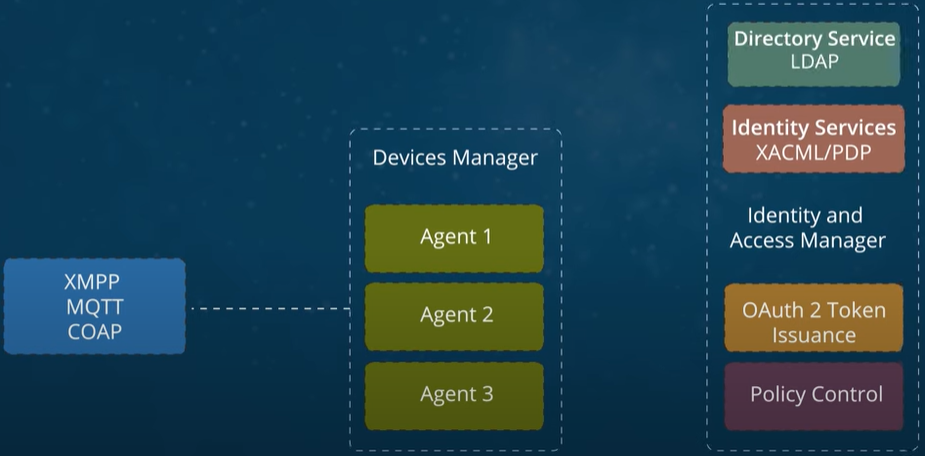 XMPP
MQTT
COAP
Devices Manager
Agent 1
Agent 2
Agent 3
Directory Service
LDAP
Identity Services
XACML/PDP
Identity and
Access Manager
OAuth 2 Token
Issuance
Policy Control